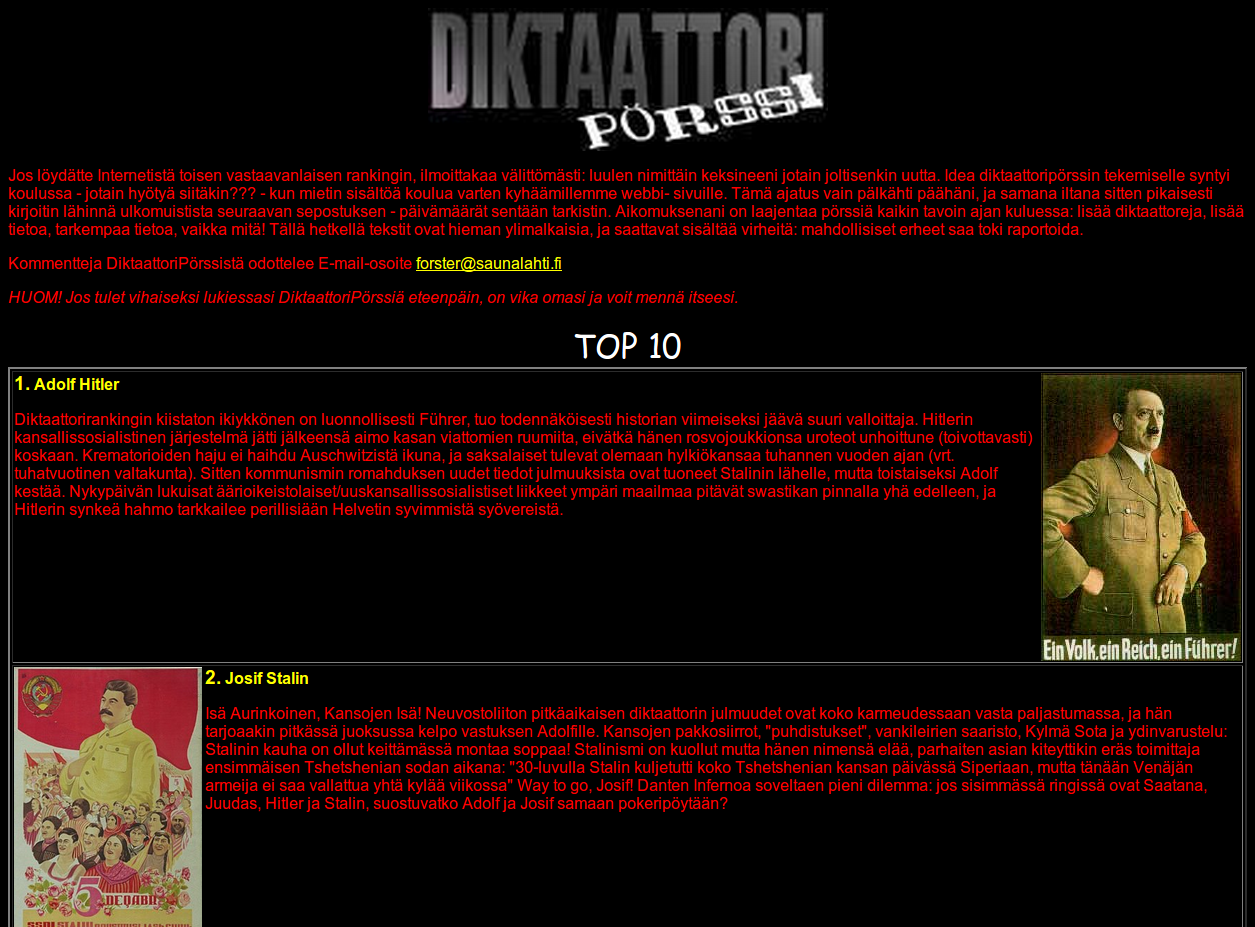 DIKTAATTORI
PÖRSSI
Jos löydätte Internetistä toisen vastaavanlaisen rankingin, ilmoittakaa välittömästi: luulen nimittäin keksineeni jotain joltisenkin uutta. Idea diktaattoripörssin tekemiselle syntyi
koulussa - jotain hyötyä siitäkin??? - kun mietin sisältöä koulua varten kyhäämillemme webbi- sivuille. Tämä ajatus vain pälkähti päähäni, ja samana iltana sitten pikaisesti
kirjoitin lähinnä ulkomuistista seuraavan sepostuksen - päivämäärät sentään tarkistin. Aikomuksenani on laajentaa pörssiä kaikin tavoin ajan kuluessa: lisää diktaattoreja, lisää
tietoa, tarkempaa tietoa, vaikka mitä! Tällä hetkellä tekstit ovat hieman ylimalkaisia, ja saattavat sisältää virheitä: mahdollisiset erheet saa toki raportoida.
Kommentteja DiktaattoriPörssistä odottelee E-mail-osoite forster@saunalahti.fi
HUOM! Jos tulet vihaiseksi lukiessasi DiktaattoriPörssiä eteenpäin, on vika omasi ja voit mennä itseesi.
TOP 10
1. Adolf Hitler
Diktaattorirankingin kiistaton ikiykkönen on luonnollisesti Führer, tuo todennäköisesti historian viimeiseksi jäävä suuri valloittaja. Hitlerin
kansallissosialistinen järjestelmä jätti jälkeensä aimo kasan viattomien ruumiita, eivätkä hänen rosvojoukkionsa uroteot unhoittune (toivottavasti)
koskaan. Krematorioiden haju ei haihdu Auschwitzistä ikuna, ja saksalaiset tulevat olemaan hylkiökansaa tuhannen vuoden ajan (vrt.
tuhatvuotinen valtakunta). Sitten kommunismin romahduksen uudet tiedot julmuuksista ovat tuoneet Stalinin lähelle, mutta toistaiseksi Adolf
kestää. Nykypäivän lukuisat äärioikeistolaiset/uuskansallissosialistiset liikkeet ympäri maailmaa pitävät swastikan pinnalla yhä edelleen, ja
Hitlerin synkeä hahmo tarkkailee perillisiään Helvetin syvimmistä syövereistä.
Ein Volk, ein Reich, ein Führer!
2. Josif Stalin
Isä Aurinkoinen, Kansojen Isä! Neuvostoliiton pitkäaikaisen diktaattorin julmuudet ovat koko karmeudessaan vasta paljastumassa, ja hän
tarjoaakin pitkässä juoksussa kelpo vastuksen Adolfille. Kansojen pakkosiirrot, "puhdistukset", vankileirien saaristo, Kylmä Sota ja ydinvarustelu:
Stalinin kauha on ollut keittämässä montaa soppaa! Stalinismi on kuollut mutta hänen nimensä elää, parhaiten asian kiteyttikin eräs toimittaja
ensimmäisen Tshetshenian sodan aikana: "30-luvulla Stalin kuljetutti koko Tshetshenian kansan päivässä Siperiaan, mutta tänään Venäjän
armeija ei saa vallattua yhtä kylää viikossa" Way to go, Josif! Danten Infernoa soveltaen pieni dilemma: jos sisimmässä ringissä ovat Saatana,
Juudas, Hitler ja Stalin, suostuvatko Adolf ja Josif samaan pokeripöytään?
5 DEQABR